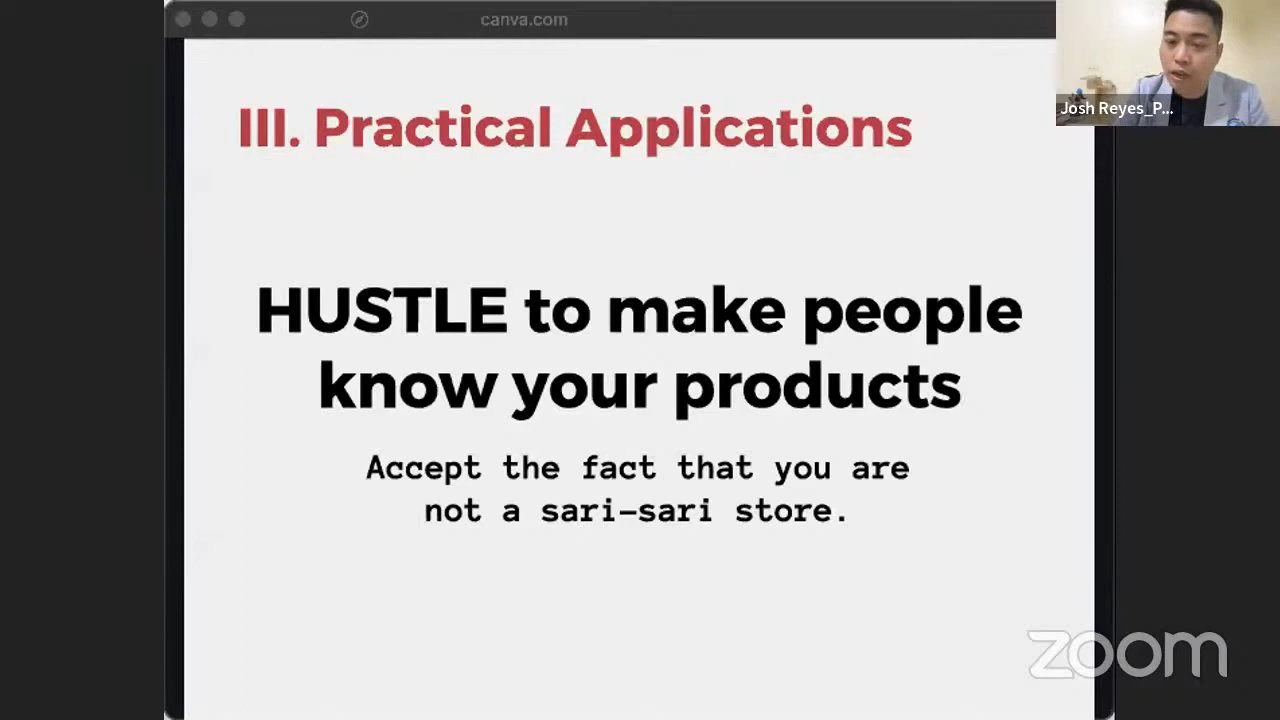 canva.com
Josh Reyes_P...
III. Practical Applications
HUSTLE to make people
know your products
Accept the fact that you are
not a sari-sari store.
zoom